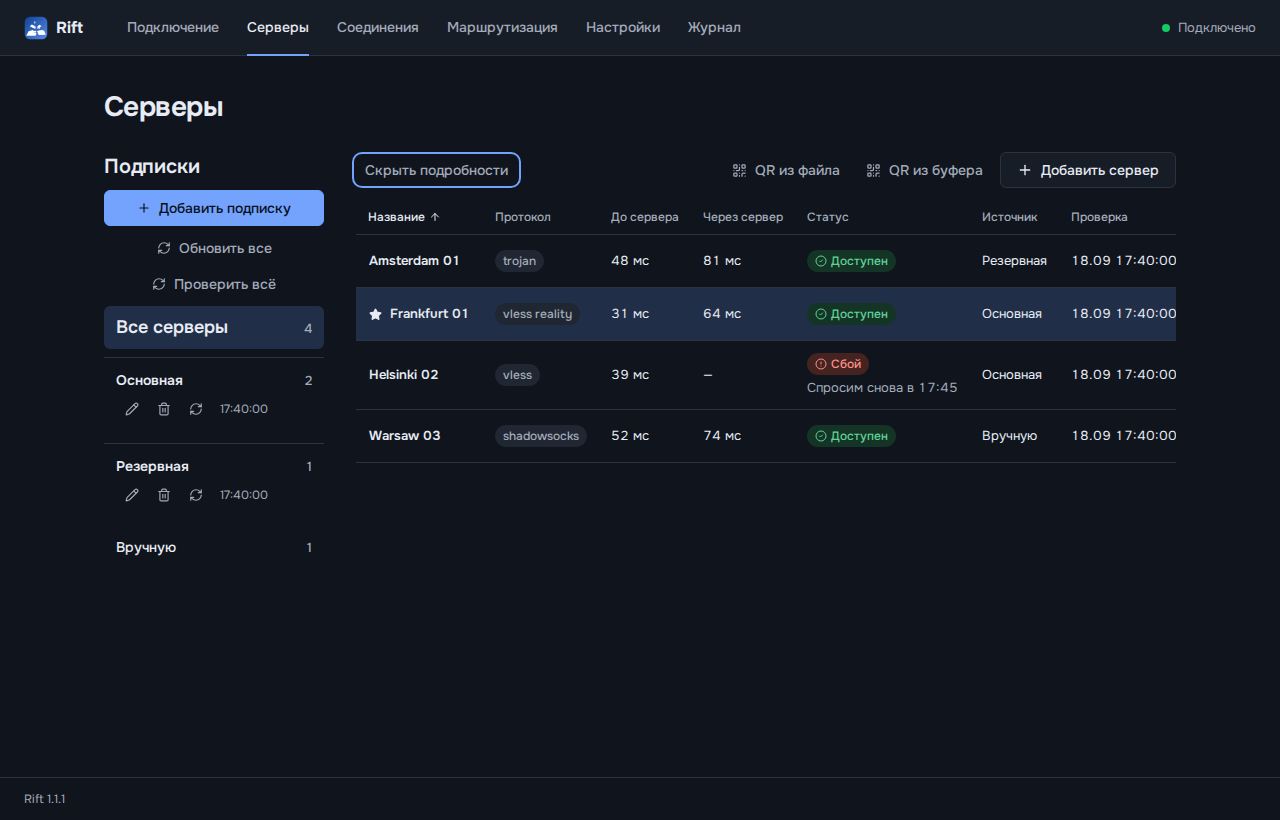 Rift
Подключение
Серверы
Соединения
Маршрутизация
Настройки
Журнал
Подключено
Серверы
Подписки
Добавить подписку
Обновить все
Проверить всё
Все серверы 4
Основная 2
17:40:00
Резервная 1
17:40:00
Вручную 1
Скрыть подробности
QR из файла
QR из буфера
Добавить сервер
Название Протокол До сервера Через сервер Статус Источник Проверка
Amsterdam 01 trojan 48 мс 81 мс Доступен Резервная 18.09 17:40:00
Frankfurt 01 vless reality 31 мс 64 мс Доступен Основная 18.09 17:40:00
Helsinki 02 vless 39 мс – Сбой Основная 18.09 17:40:00
Спросим снова в 17:45
Warsaw 03 shadowsocks 52 мс 74 мс Доступен Вручную 18.09 17:40:00
Rift 1.1.1